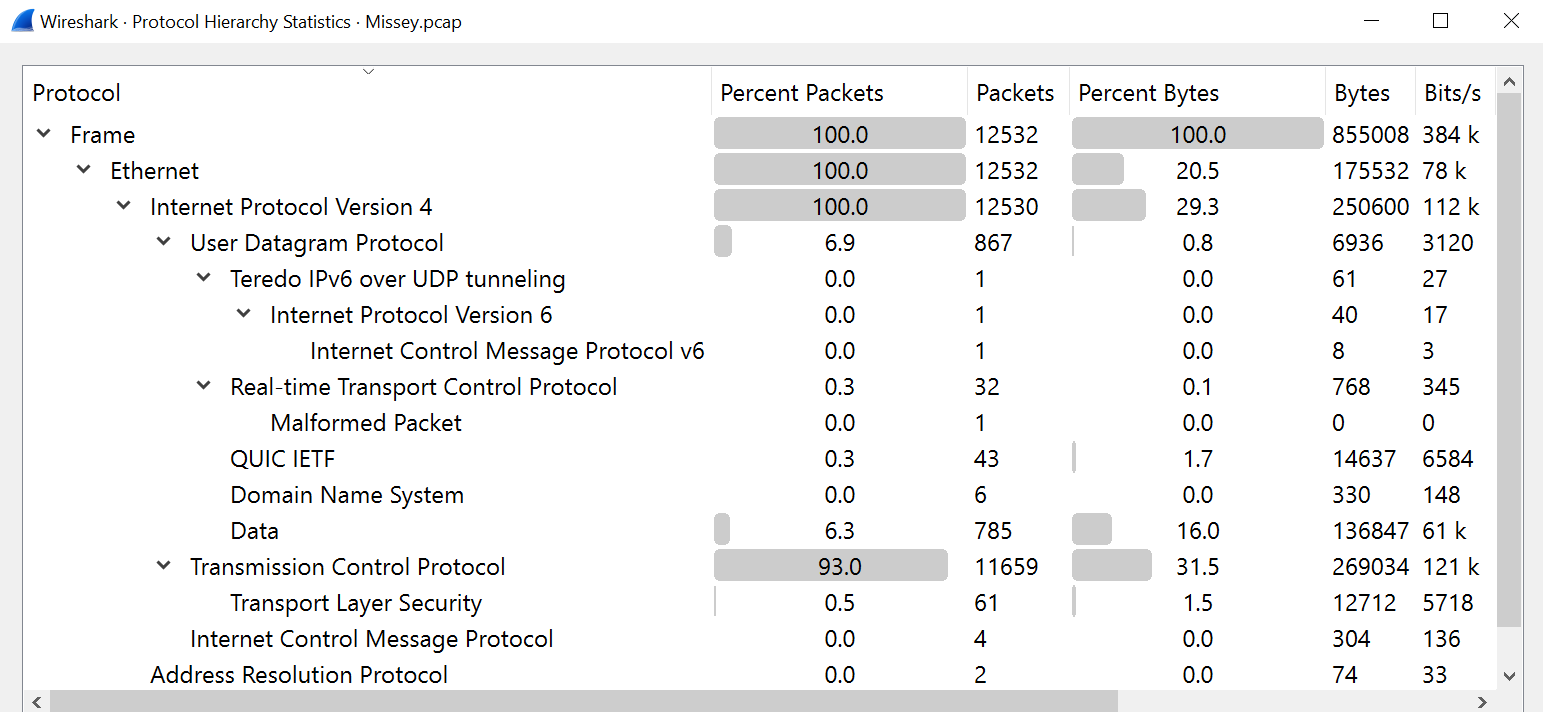 Wireshark · Protocol Hierarchy Statistics · Missey.pcap
Protocol Percent Packets Packets Percent Bytes Bytes Bits/s
Frame 100.0 12532 100.0 855008 384 k
Ethernet 100.0 12532 20.5 175532 78 k
Internet Protocol Version 4 100.0 12530 29.3 250600 112 k
User Datagram Protocol 6.9 867 0.8 6936 3120
Teredo IPv6 over UDP tunneling 0.0 1 0.0 61 27
Internet Protocol Version 6 0.0 1 0.0 40 17
Internet Control Message Protocol v6 0.0 1 0.0 8 3
Real-time Transport Control Protocol 0.3 32 0.1 768 345
Malformed Packet 0.0 1 0.0 0 0
QUIC IETF 0.3 43 1.7 14637 6584
Domain Name System 0.0 6 0.0 330 148
Data 6.3 785 16.0 136847 61 k
Transmission Control Protocol 93.0 11659 31.5 269034 121 k
Transport Layer Security 0.5 61 1.5 12712 5718
Internet Control Message Protocol 0.0 4 0.0 304 136
Address Resolution Protocol 0.0 2 0.0 74 33